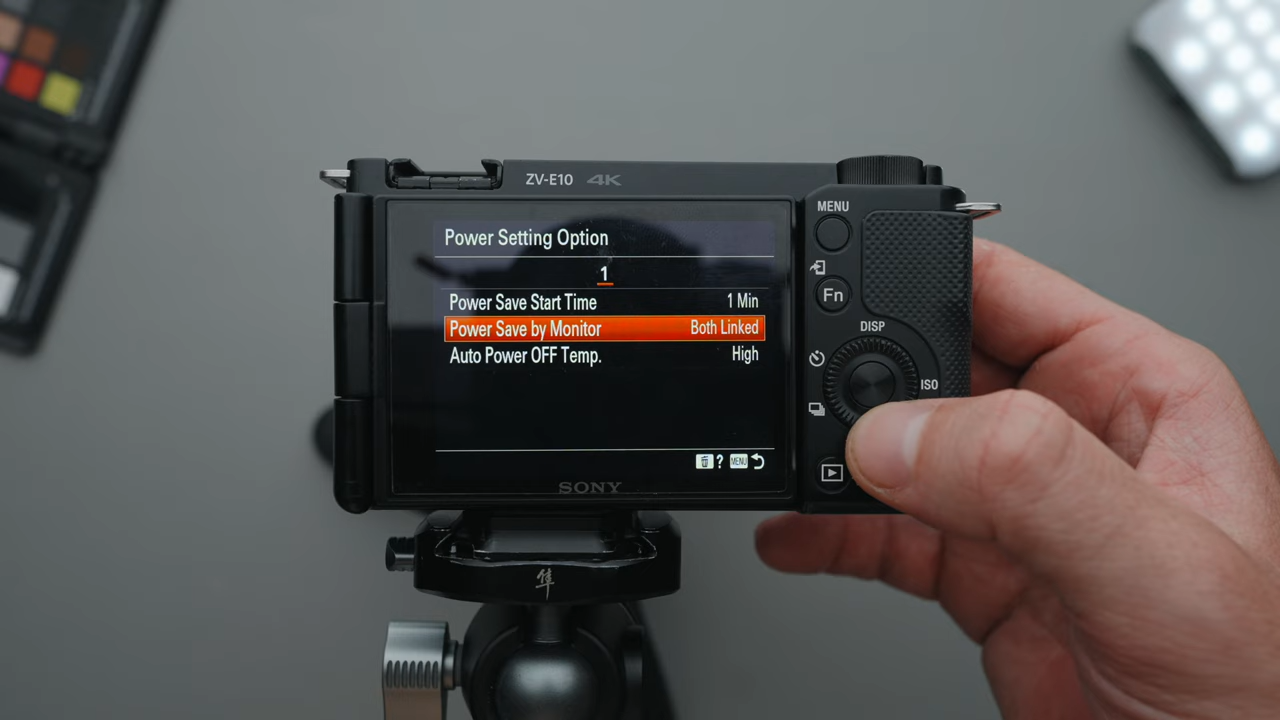 ZV-E10 4K
MENU
Power Setting Option
1
Fn
Power Save Start Time 1 Min
Power Save by Monitor Both Linked
DISP
Auto Power OFF Temp. High
ISO
? MENU
SONY
隼